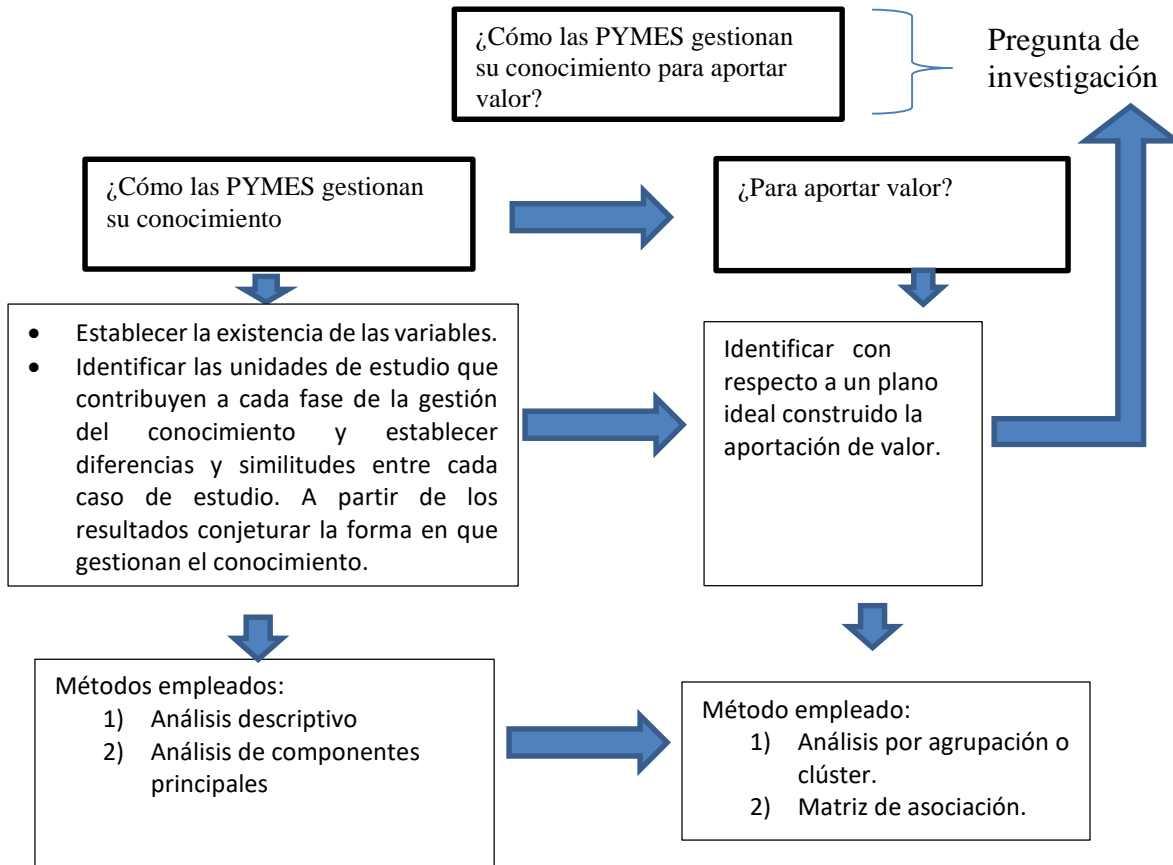 ¿Cómo las PYMES gestionan
su conocimiento para aportar
valor?
Pregunta de
investigación
¿Cómo las PYMES gestionan
su conocimiento
¿Para aportar valor?
• Establecer la existencia de las variables.
• Identificar las unidades de estudio que
contribuyen a cada fase de la gestión
del conocimiento y establecer
diferencias y similitudes entre cada
caso de estudio. A partir de los
resultados conjeturar la forma en que
gestionan el conocimiento.
Identificar con
respecto a un plano
ideal construido la
aportación de valor.
Métodos empleados:
1) Análisis descriptivo
2) Análisis de componentes
principales
Método empleado:
1) Análisis por agrupación o
clúster.
2) Matriz de asociación.